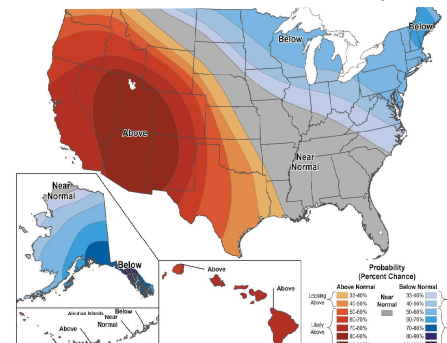 Below
Below
Above
Near
Normal
Near
Normal
Below
Above
Above
Aleutian Islands
Below
Near
Normal
Above
Probability
(Percent Chance)
Above Normal
Below Normal
Leaning
Above
Likely
Above
33-40%
40-50%
50-60%
60-70%
70-80%
80-90%
Near
Normal
33-40%
40-50%
50-60%
60-70%
70-80%
80-90%